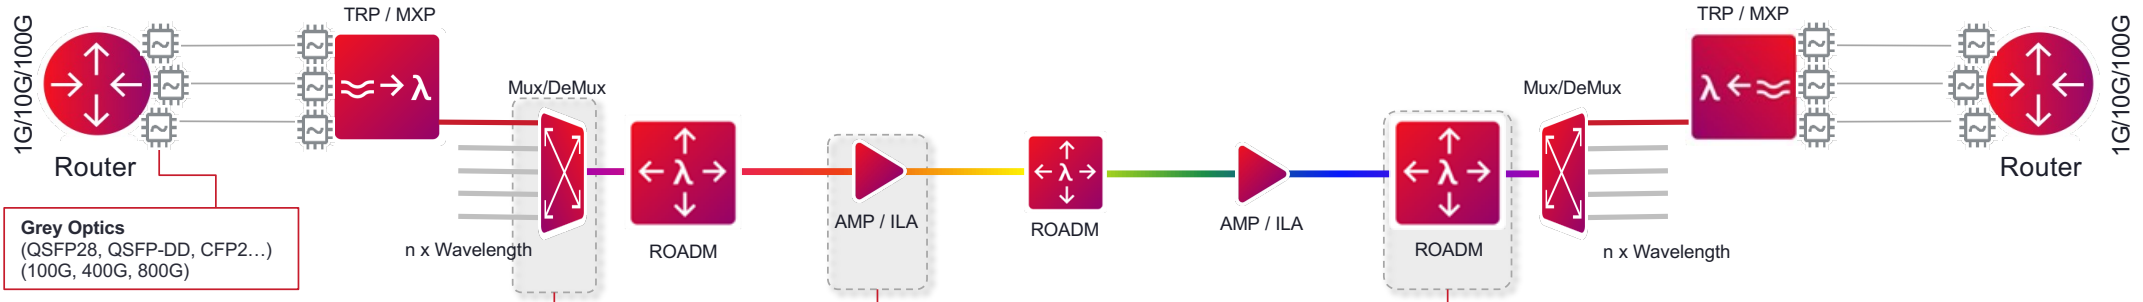 1G/10G/100G
Router
Grey Optics
(QSFP28, QSFP-DD, CFP2…)
(100G, 400G, 800G)
TRP / MXP
λ
Mux/DeMux
n x Wavelength
λ
ROADM
AMP / ILA
λ
ROADM
AMP / ILA
λ
ROADM
Mux/DeMux
n x Wavelength
TRP / MXP
λ
Router
1G/10G/100G